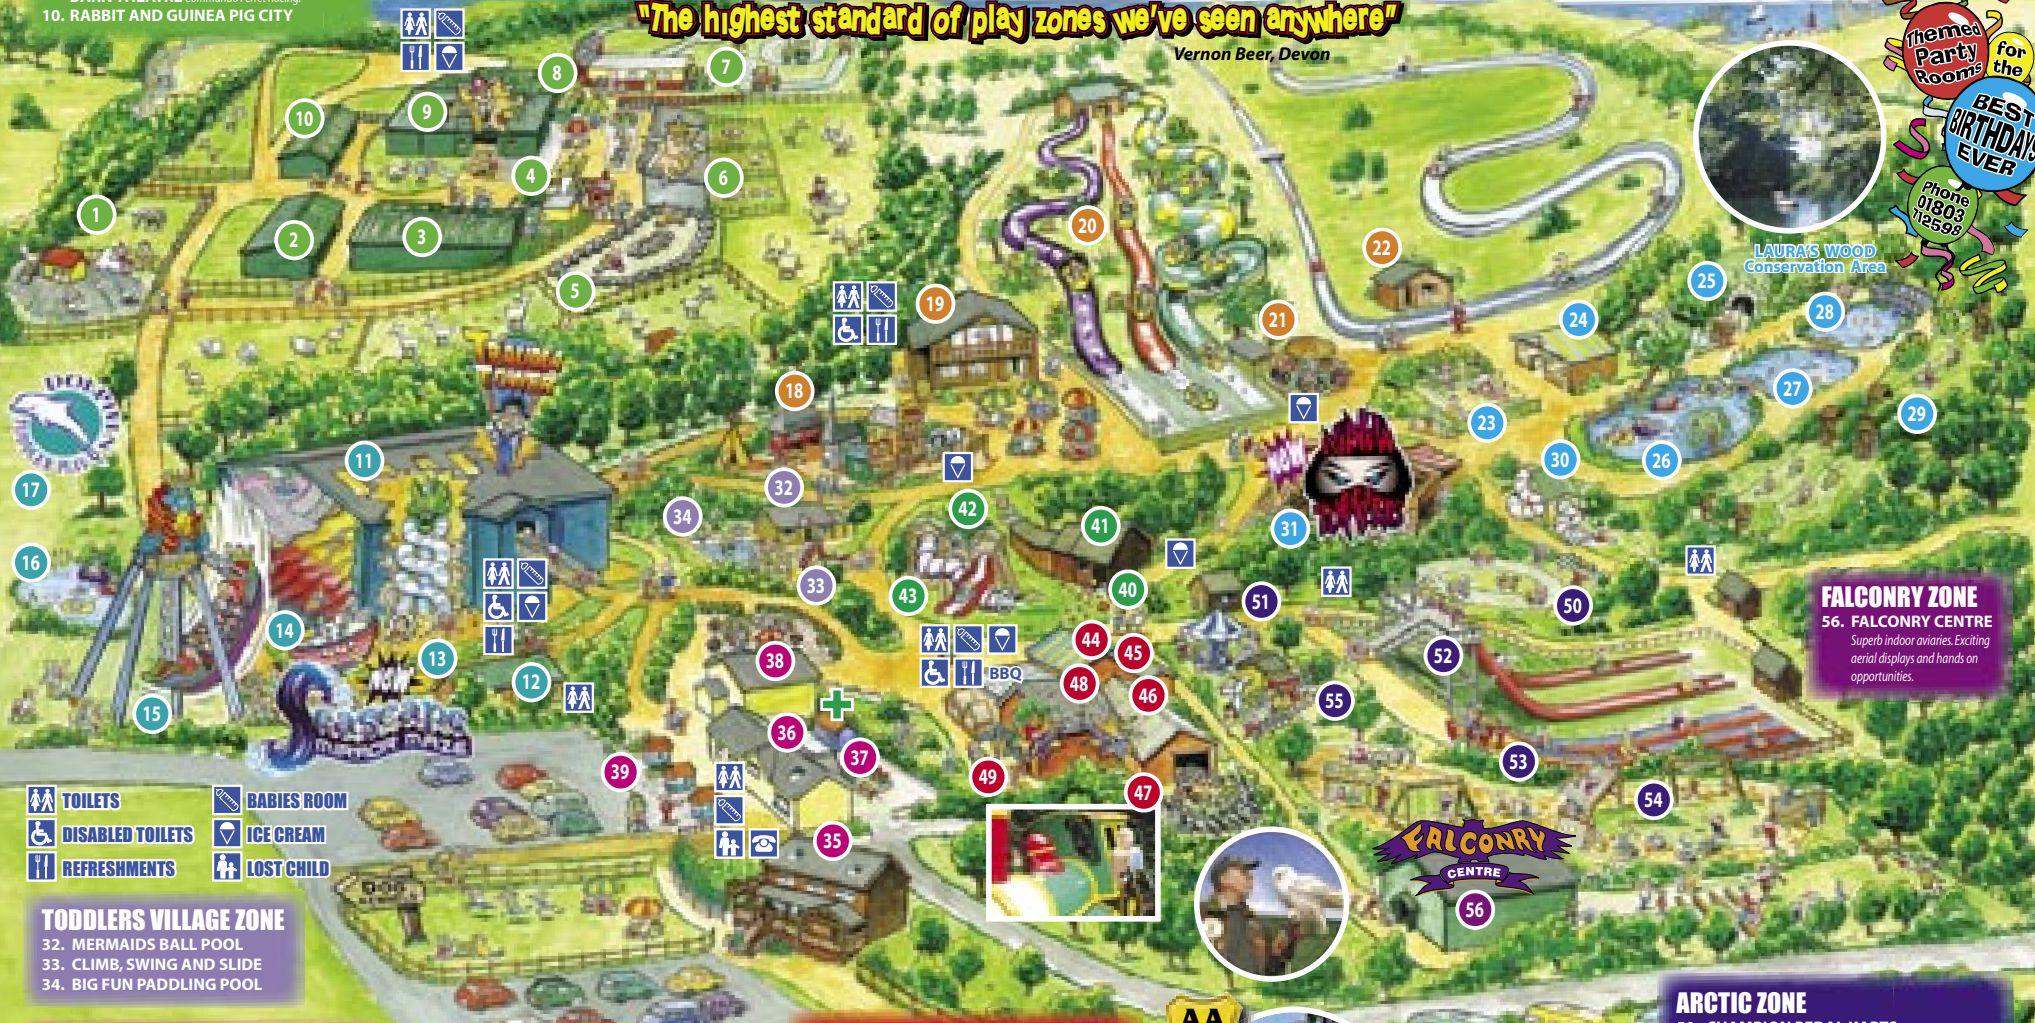 10. RABBIT AND GUINEA PIG CITY
"The highest standard of play zones we've seen anywhere"
Vernon Beer, Devon
Themed
Party
Rooms
for
the
BEST
BIRTHDAYS
EVER
Phone
01803
712598
LAURA'S WOOD
Conservation Area
1
2
3
4
5
6
7
8
9
10
11
12
13
14
15
16
17
18
19
20
21
22
23
24
25
26
27
28
29
30
31
32
33
34
35
36
37
38
39
40
41
42
43
44
45
46
47
48
49
50
51
52
53
54
55
56
NOW
NOW
BBQ
FALCONRY
CENTRE
FALCONRY ZONE
56. FALCONRY CENTRE
Superb indoor aviaries. Exciting
aerial displays and hands on
opportunities.
TOILETS
BABIES ROOM
DISABLED TOILETS
ICE CREAM
REFRESHMENTS
LOST CHILD
TODDLERS VILLAGE ZONE
32. MERMAIDS BALL POOL
33. CLIMB, SWING AND SLIDE
34. BIG FUN PADDLING POOL
AA
ARCTIC ZONE